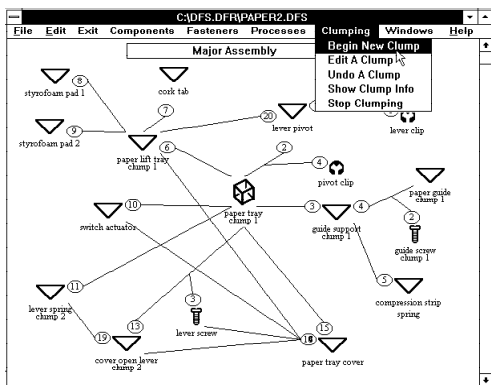 C:\DFS.DFR\PAPER2.DFS
File Edit Exit Components Fasteners Processes Clumping Windows Help
Begin New Clump
Edit A Clump
Undo A Clump
Show Clump Info
Stop Clumping
Major Assembly
8
styrofoam pad 1
cork tab
7
20
lever pivot
lever clip
9
styrofoam pad 2
paper lift tray
clump 1
6
2
4
pivot clip
paper guide
clump 1
10
switch actuator
paper tray
clump 1
3
guide support
clump 1
4
2
guide screw
clump 1
11
lever spring
clump 2
5
compression strip
spring
3
lever screw
13
19
cover open lever
clump 2
15
paper tray cover